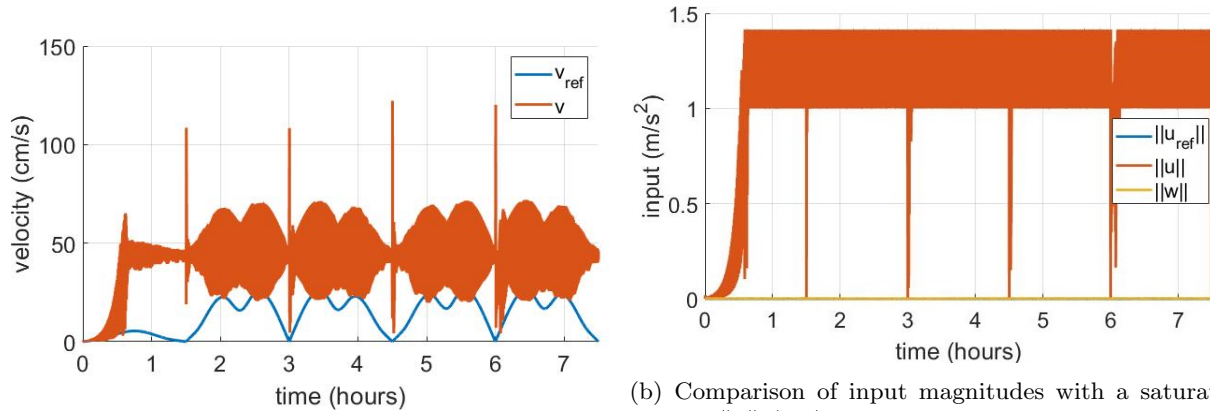 150
100
50
0
velocity (cm/s)
0 1 2 3 4 5 6 7
time (hours)
v_ref
v
1.5
1
0.5
0
input (m/s²)
0 1 2 3 4 5 6 7
time (hours)
||u_ref||
||u||
||w||
(b) Comparison of input magnitudes with a satura